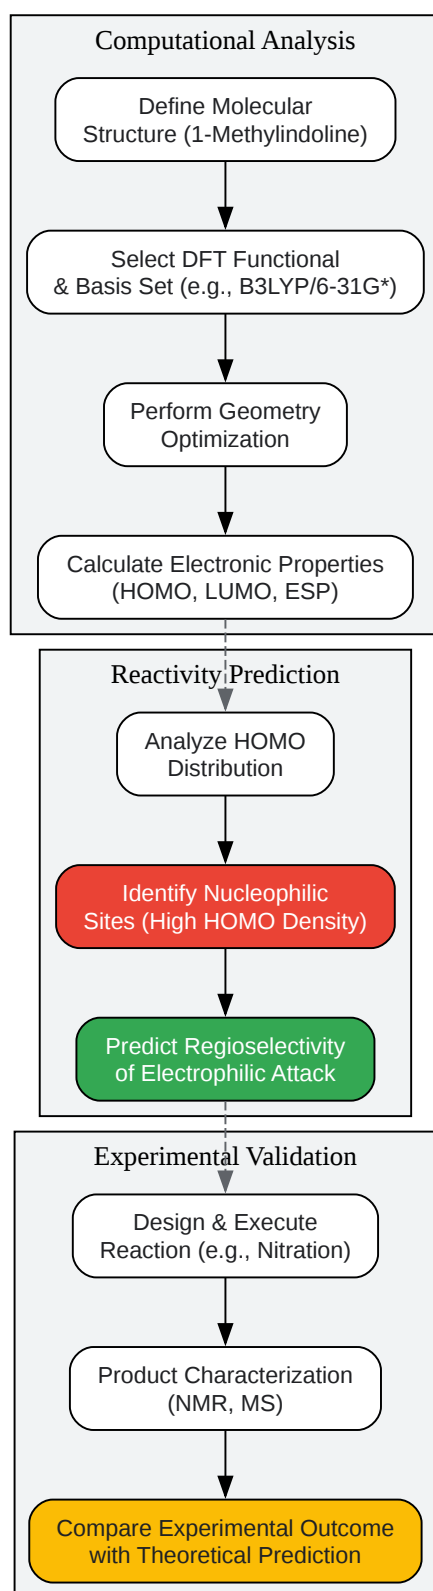 Computational Analysis
Define Molecular
Structure (1-Methylindoline)
Select DFT Functional
& Basis Set (e.g., B3LYP/6-31G*)
Perform Geometry
Optimization
Calculate Electronic Properties
(HOMO, LUMO, ESP)
Reactivity Prediction
Analyze HOMO
Distribution
Identify Nucleophilic
Sites (High HOMO Density)
Predict Regioselectivity
of Electrophilic Attack
Experimental Validation
Design & Execute
Reaction (e.g., Nitration)
Product Characterization
(NMR, MS)
Compare Experimental Outcome
with Theoretical Prediction